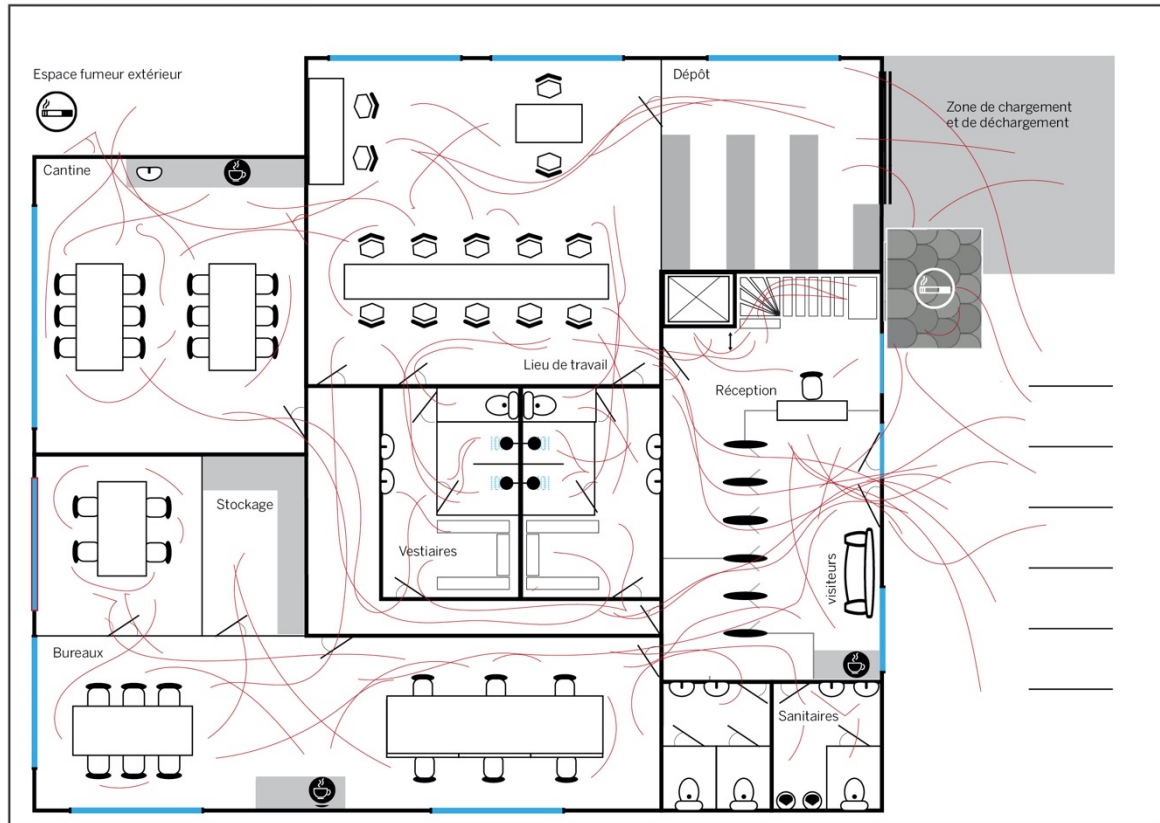 Espace fumeur extérieur
Dépôt
Zone de chargement
et de déchargement
Cantine
Lieu de travail
Réception
Stockage
Vestiaires
visiteurs
Bureaux
Sanitaires